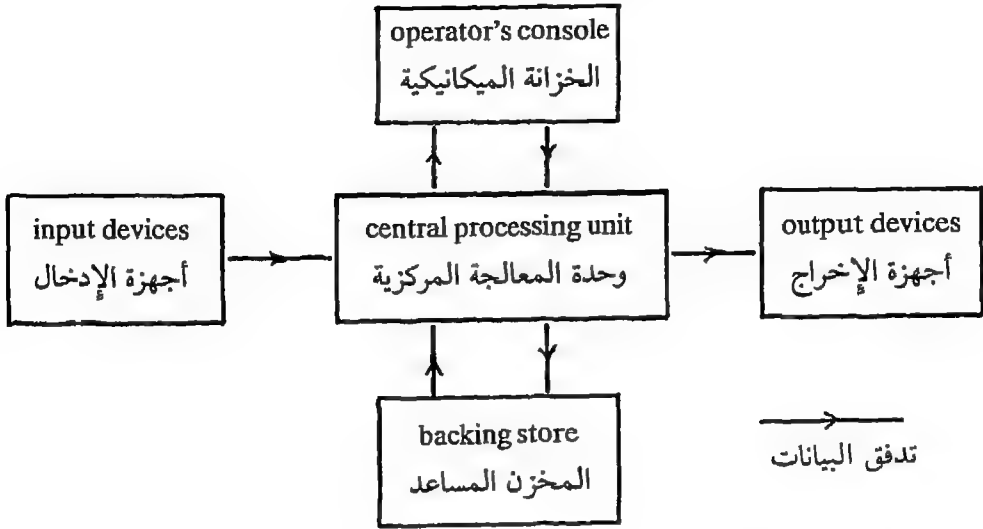 operator's console
الخزانة الميكانيكية
input devices
أجهزة الإدخال
central processing unit
وحدة المعالجة المركزية
output devices
أجهزة الإخراج
backing store
المخزن المساعد
تدفق البيانات